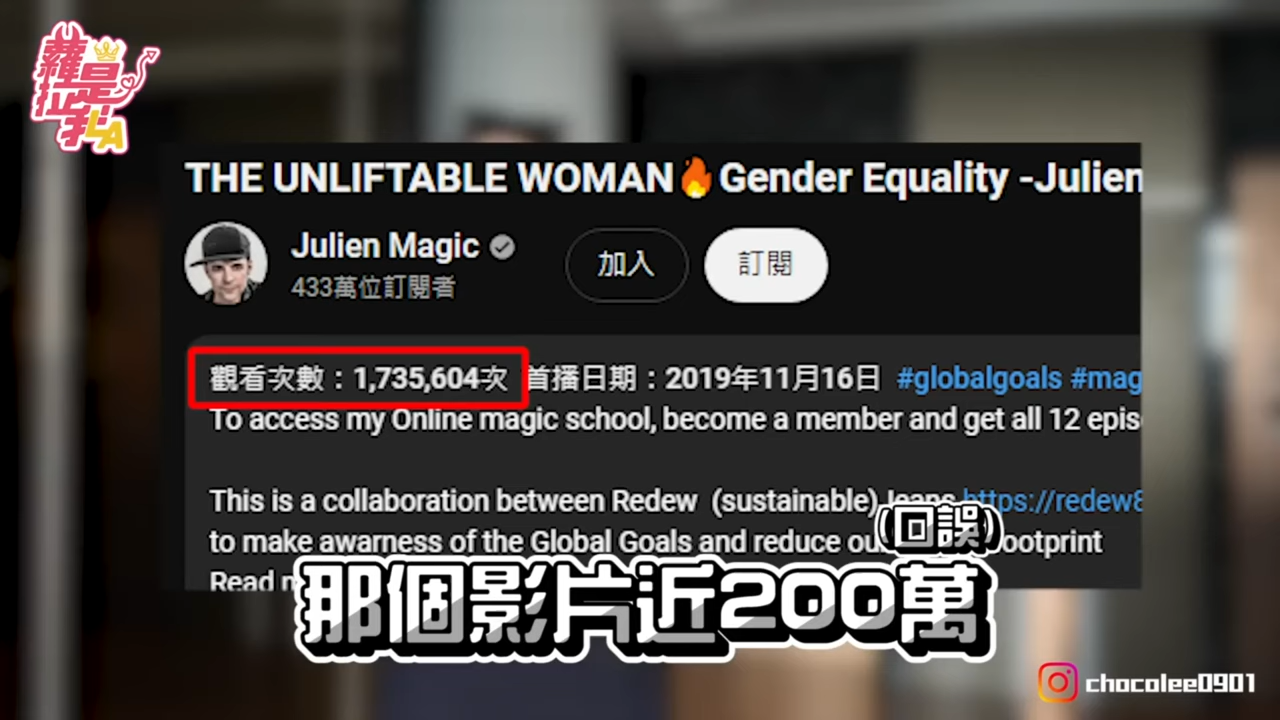 蘿是
拉乳LA
THE UNLIFTABLE WOMAN🔥Gender Equality -Julien
Julien Magic
433萬位訂閱者
加入
訂閱
觀看次數：1,735,604次 首播日期：2019年11月16日 #globalgoals #mag
To access my Online magic school, become a member and get all 12 epis
This is a collaboration between Redew (sustainable) Jeans https://redew8
to make awarness of the Global Goals and reduce ou ootprint
Read
(口誤)
那個影片近200萬
chocolee0901